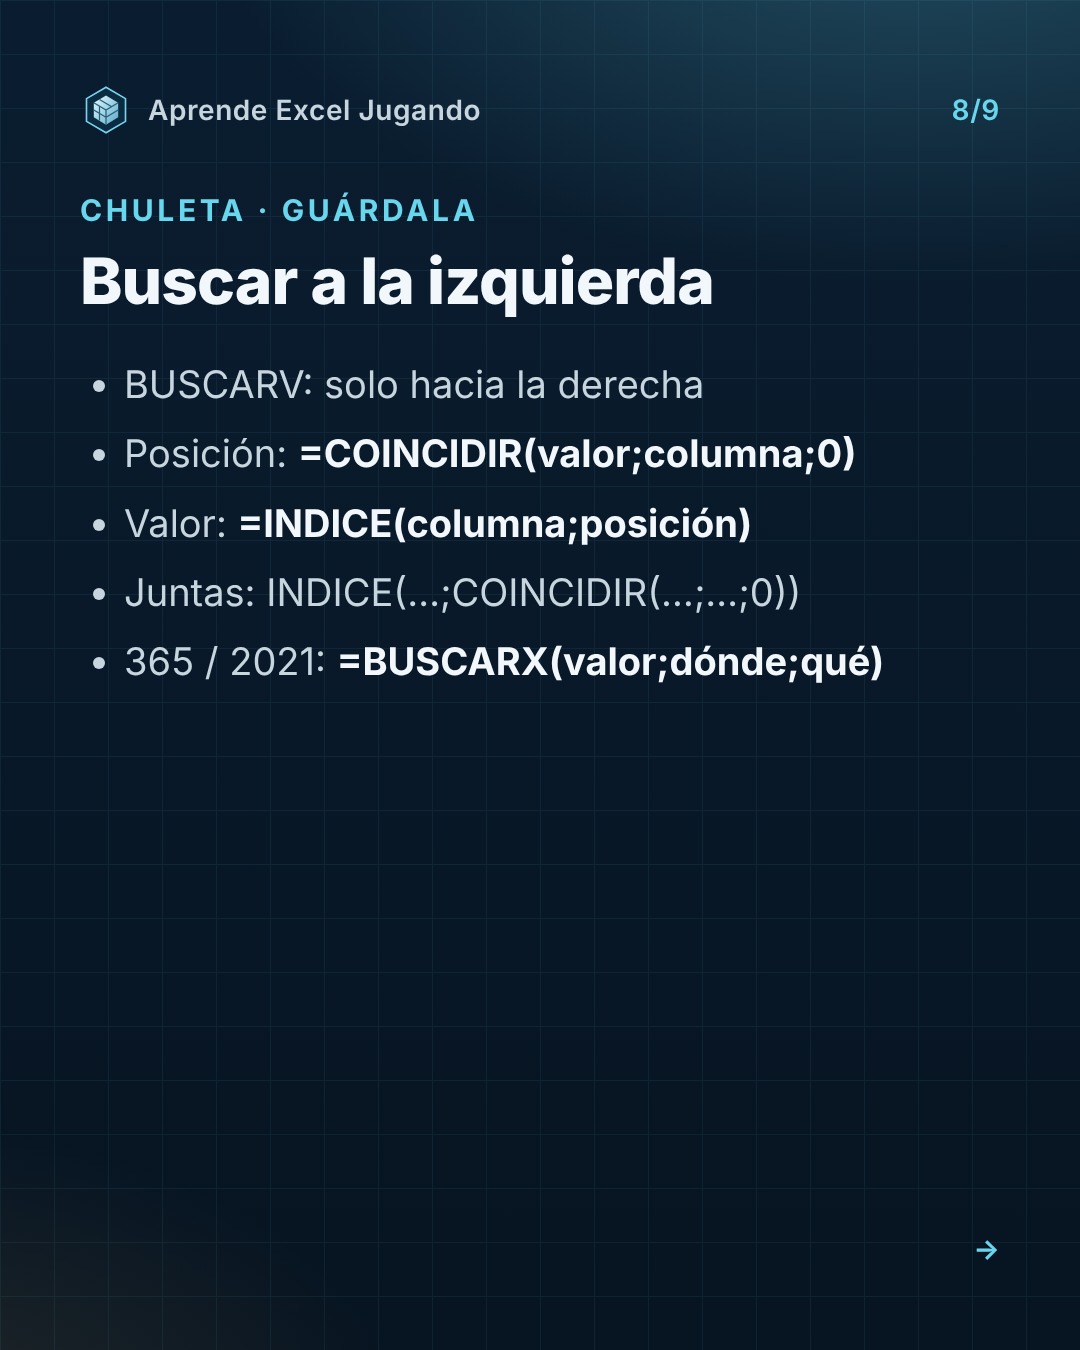 Aprende Excel Jugando
8/9
CHULETA · GUÁRDALA
Buscar a la izquierda
• BUSCARV: solo hacia la derecha
• Posición: =COINCIDIR(valor;columna;0)
• Valor: =INDICE(columna;posición)
• Juntas: INDICE(...;COINCIDIR(...;...;0))
• 365 / 2021: =BUSCARX(valor;dónde;qué)
→